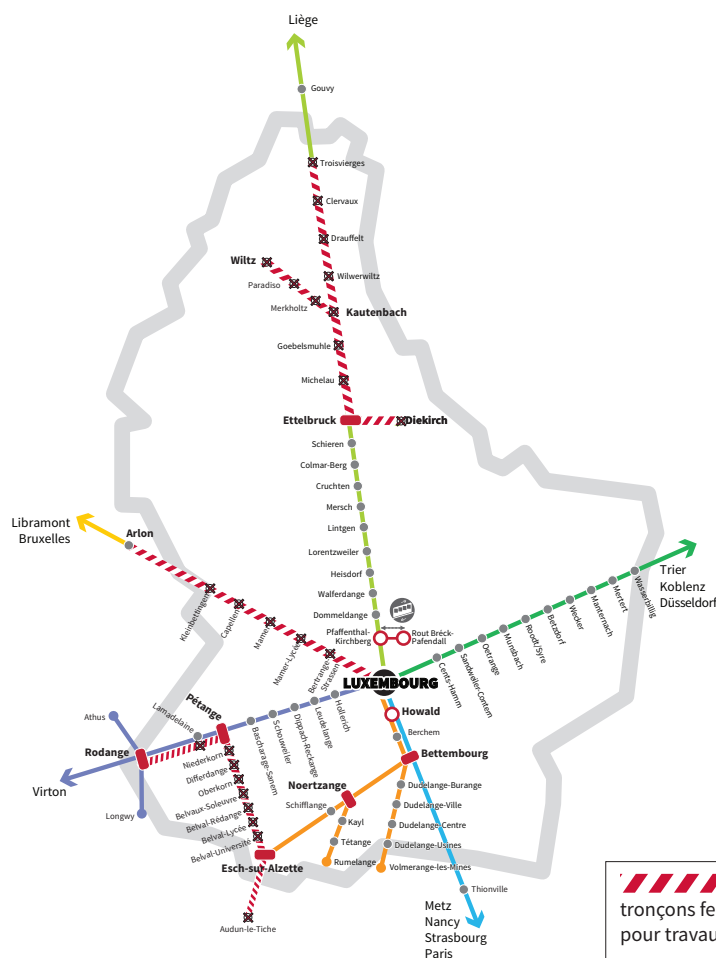 Liège
Gouvy
Troisvierges
Clervaux
Drauffelt
Wilwerwiltz
Wiltz
Paradiso
Merkholtz
Kautenbach
Goebelsmuhle
Michelau
Ettelbruck
Diekirch
Schieren
Colmar-Berg
Cruchten
Mersch
Lintgen
Lorentzweiler
Heisdorf
Walferdange
Dommeldange
Pfaffenthal-
Kirchberg
Rout Bréck-
Pafendall
Libramont
Bruxelles
Arlon
Kleinbettingen
Capellen
Mamer
Mamer-Lycée
Bertrange-
Strassen
LUXEMBOURG
Trier
Koblenz
Düsseldorf
Cents-Hamm
Sandweiler-Contern
Oetrange
Munsbach
Roodt/Syre
Betzdorf
Wecker
Manternach
Mertert
Wasserbillig
Howald
Berchem
Bettembourg
Hollerich
Leudelange
Dippach-Reckange
Schouweiler
Bascharage-Sanem
Pétange
Lamadelaine
Athus
Rodange
Virton
Longwy
Niederkorn
Differdange
Oberkorn
Belvaux-Soleuvre
Belval-Rédange
Belval-Lycée
Belval-Université
Esch-sur-Alzette
Audun-le-Tiche
Noertzange
Schifflange
Kayl
Tétange
Rumelange
Dudelange-Burange
Dudelange-Ville
Dudelange-Centre
Dudelange-Usines
Volmerange-les-Mines
Thionville
Metz
Nancy
Strasbourg
Paris
tronçons fe
pour travau